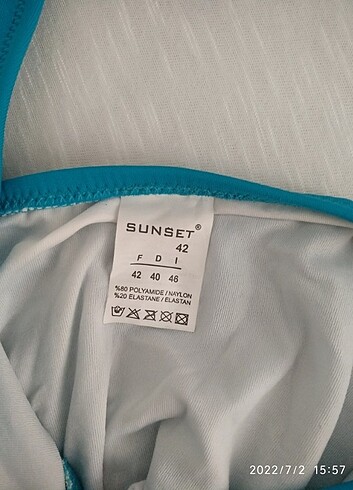 SUNSET®
42
F D I
42 40 46
%80 POLYAMIDE / NAYLON
%20 ELASTANE / ELASTAN
2022/7/2 15:57